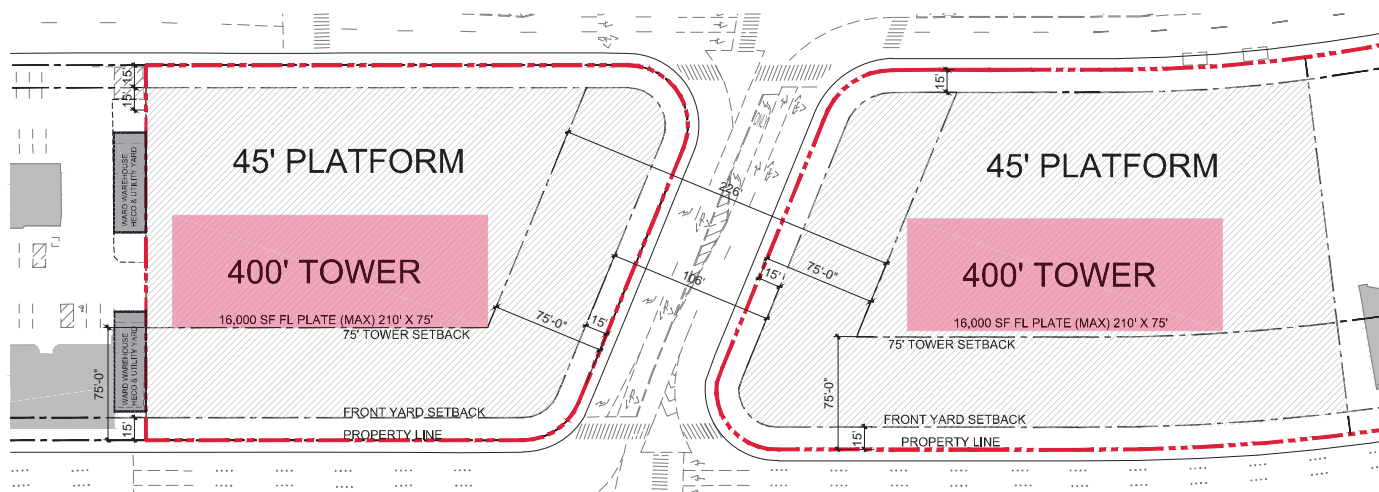 15'
15'
15'
45' PLATFORM
45' PLATFORM
WARD WAREHOUSE
HECO & UTILITY YARD
226'
400' TOWER
400' TOWER
75'-0"
15'
106'
16,000 SF FL PLATE (MAX) 210' X 75'
75' TOWER SETBACK
75'-0"
15'
16,000 SF FL PLATE (MAX) 210' X 75'
75' TOWER SETBACK
WARD WAREHOUSE
HECO & UTILITY YARD
75'-0"
75'-0"
FRONT YARD SETBACK
FRONT YARD SETBACK
15'
PROPERTY LINE
15'
PROPERTY LINE